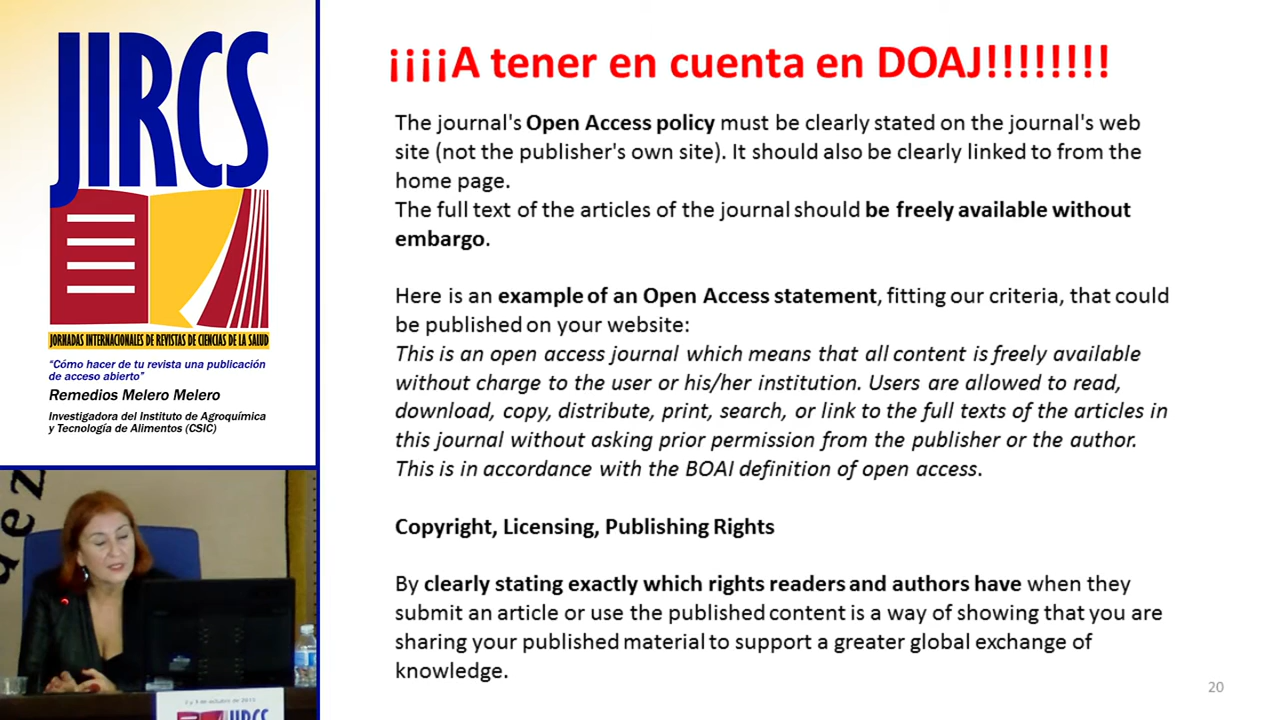 JIRCS
JORNADAS INTERNACIONALES DE REVISTAS DE CIENCIAS DE LA SALUD
“Cómo hacer de tu revista una publicación
de acceso abierto”
Remedios Melero Melero
Investigadora del Instituto de Agroquímica
y Tecnología de Alimentos (CSIC)
¡¡¡¡A tener en cuenta en DOAJ!!!!!!!!
The journal's Open Access policy must be clearly stated on the journal's web
site (not the publisher's own site). It should also be clearly linked to from the
home page.
The full text of the articles of the journal should be freely available without
embargo.
Here is an example of an Open Access statement, fitting our criteria, that could
be published on your website:
This is an open access journal which means that all content is freely available
without charge to the user or his/her institution. Users are allowed to read,
download, copy, distribute, print, search, or link to the full texts of the articles in
this journal without asking prior permission from the publisher or the author.
This is in accordance with the BOAI definition of open access.
Copyright, Licensing, Publishing Rights
By clearly stating exactly which rights readers and authors have when they
submit an article or use the published content is a way of showing that you are
sharing your published material to support a greater global exchange of
knowledge.
20
dez
de octubre de
JIRCS